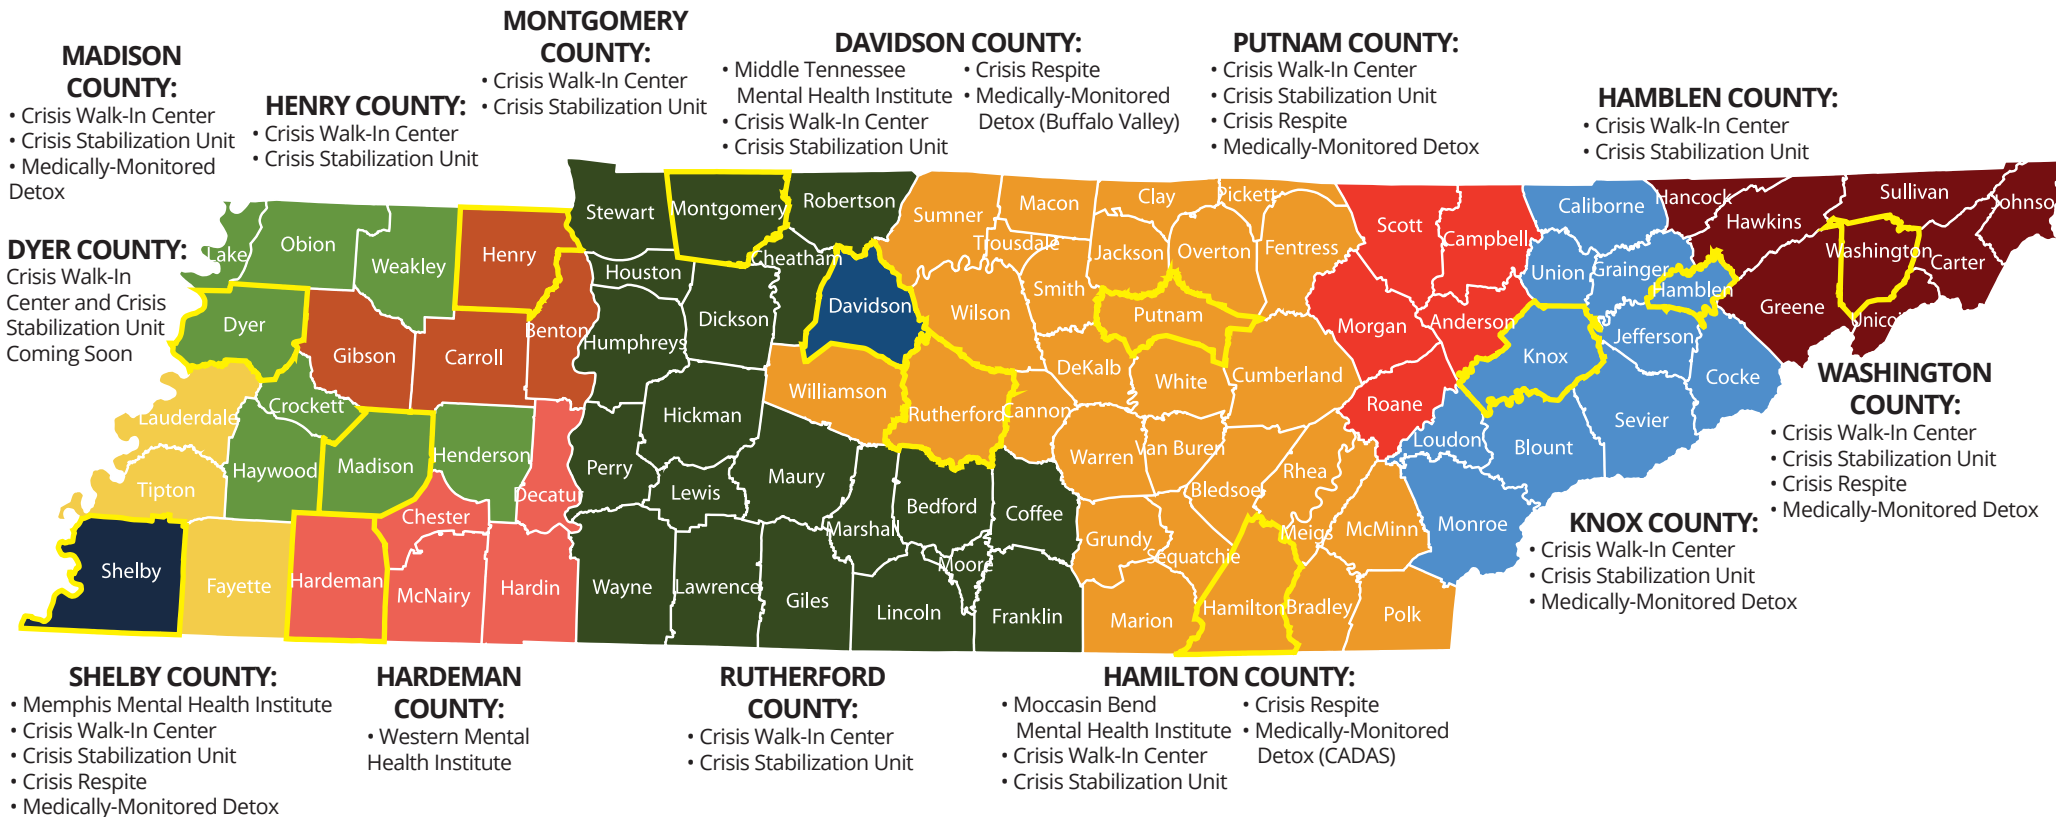 MADISON
COUNTY:
• Crisis Walk-In Center
• Crisis Stabilization Unit
• Medically-Monitored
Detox
HENRY COUNTY:
• Crisis Walk-In Center
• Crisis Stabilization Unit
MONTGOMERY
COUNTY:
• Crisis Walk-In Center
• Crisis Stabilization Unit
DAVIDSON COUNTY:
• Middle Tennessee
Mental Health Institute
• Crisis Walk-In Center
• Crisis Stabilization Unit
• Crisis Respite
• Medically-Monitored
Detox (Buffalo Valley)
PUTNAM COUNTY:
• Crisis Walk-In Center
• Crisis Stabilization Unit
• Crisis Respite
• Medically-Monitored Detox
HAMBLEN COUNTY:
• Crisis Walk-In Center
• Crisis Stabilization Unit
DYER COUNTY:
Crisis Walk-In
Center and Crisis
Stabilization Unit
Coming Soon
Lake
Obion
Weakley
Henry
Stewart
Montgomery
Robertson
Sumner
Macon
Clay
Pickett
Scott
Campbell
Caliborne
Hancock
Hawkins
Sullivan
Johnso
Dyer
Gibson
Carroll
Benton
Houston
Humphreys
Dickson
Cheatham
Davidson
Wilson
Trousdale
Smith
Jackson
Overton
Fentress
Putnam
Morgan
Anderson
Union
Grainger
Hamblen
Greene
Washington
Carter
Unicoi
Lauderdale
Crockett
Haywood
Madison
Henderson
Decatur
Perry
Hickman
Williamson
Rutherford
Cannon
DeKalb
White
Cumberland
Roane
Knox
Jefferson
Cocke
Sevier
Blount
Loudon
Tipton
Chester
Lewis
Maury
Marshall
Bedford
Coffee
Warren
Van Buren
Bledsoe
Rhea
Meigs
McMinn
Monroe
Shelby
Fayette
Hardeman
McNairy
Hardin
Wayne
Lawrence
Giles
Lincoln
Moore
Franklin
Grundy
Sequatchie
Marion
Hamilton
Bradley
Polk
WASHINGTON
COUNTY:
• Crisis Walk-In Center
• Crisis Stabilization Unit
• Crisis Respite
• Medically-Monitored Detox
KNOX COUNTY:
• Crisis Walk-In Center
• Crisis Stabilization Unit
• Medically-Monitored Detox
SHELBY COUNTY:
• Memphis Mental Health Institute
• Crisis Walk-In Center
• Crisis Stabilization Unit
• Crisis Respite
• Medically-Monitored Detox
HARDEMAN
COUNTY:
• Western Mental
Health Institute
RUTHERFORD
COUNTY:
• Crisis Walk-In Center
• Crisis Stabilization Unit
HAMILTON COUNTY:
• Moccasin Bend
Mental Health Institute
• Crisis Walk-In Center
• Crisis Stabilization Unit
• Crisis Respite
• Medically-Monitored
Detox (CADAS)